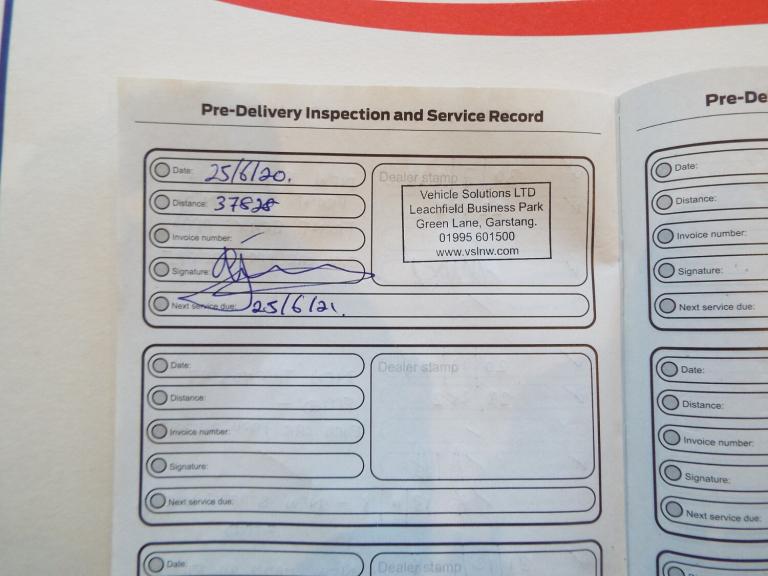 Pre-Delivery Inspection and Service Record
Date: 25/6/20.
Distance: 37828
Invoice number:
Signature:
Next service due: 25/6/21.
Dealer stamp
Vehicle Solutions LTD
Leachfield Business Park
Green Lane, Garstang.
01995 601500
www.vslnw.com
Date:
Distance:
Invoice number:
Signature:
Next service due:
Dealer stamp
Date:
Dealer stamp
Pre-De
Date:
Distance:
Invoice number:
Signature:
Next service due:
Date:
Distance:
Invoice number:
Signature:
Next service due: